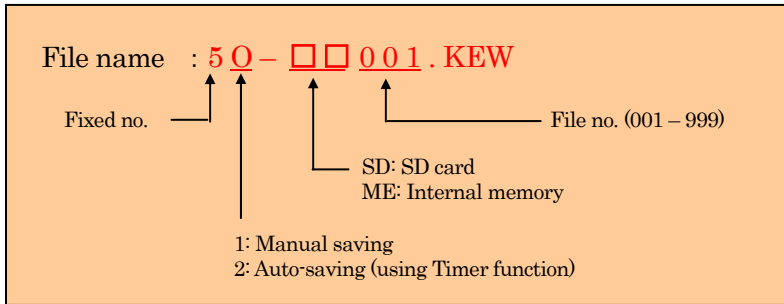 File name : 5 O – □□ 0 0 1 . KEW
Fixed no.
File no. (001 – 999)
SD: SD card
ME: Internal memory
1: Manual saving
2: Auto-saving (using Timer function)